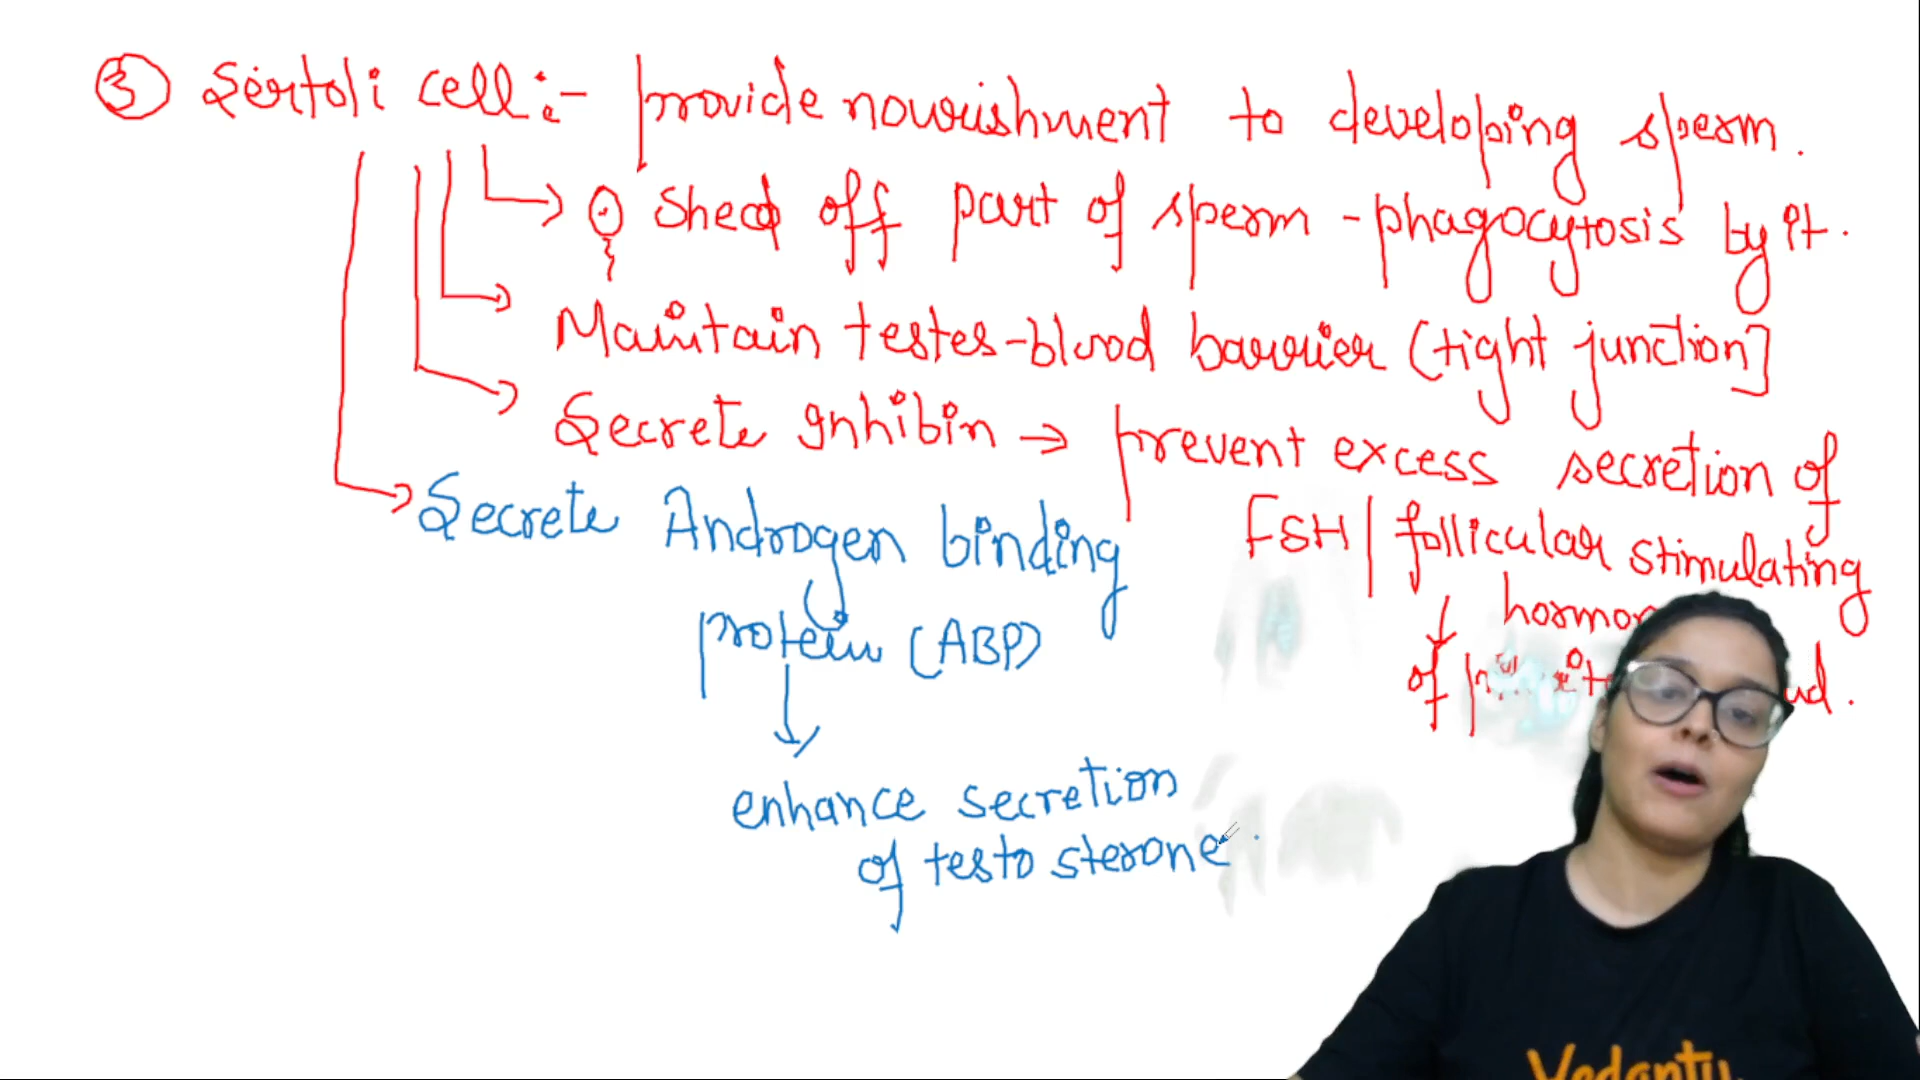 3 Sertoli cell:- provide nourishment to developing sperm.
Shed off part of sperm - phagocytosis by it.
Maintain testes-blood barrier (tight junction]
Secrete Inhibin → prevent excess secretion of
FSH | follicular stimulating
of
Secrete Androgen binding
protein (ABP)
enhance secretion
of testosterone.
Vedantu